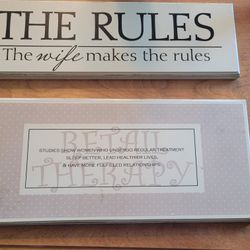 THE RULES
The wife makes the rules
RETAIL
STUDIES SHOW WOMEN WHO UNDERGO REGULAR TREATMENT
SLEEP BETTER, LEAD HEALTHIER LIVES,
& HAVE MORE FULFILLED RELATIONSHIPS.
THERAPY